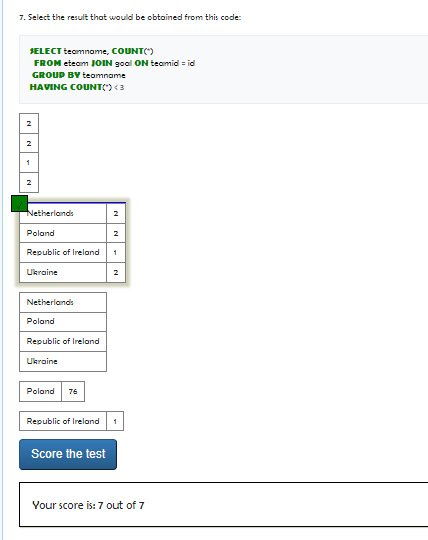 7. Select the result that would be obtained from this code:
SELECT teamname, COUNT(*)
FROM eteam JOIN goal ON teamid = id
GROUP BY teamname
HAVING COUNT(*) < 3
2
2
1
2
Netherlands 2
Poland 2
Republic of Ireland 1
Ukraine 2
Netherlands
Poland
Republic of Ireland
Ukraine
Poland 76
Republic of Ireland 1
Score the test
Your score is: 7 out of 7